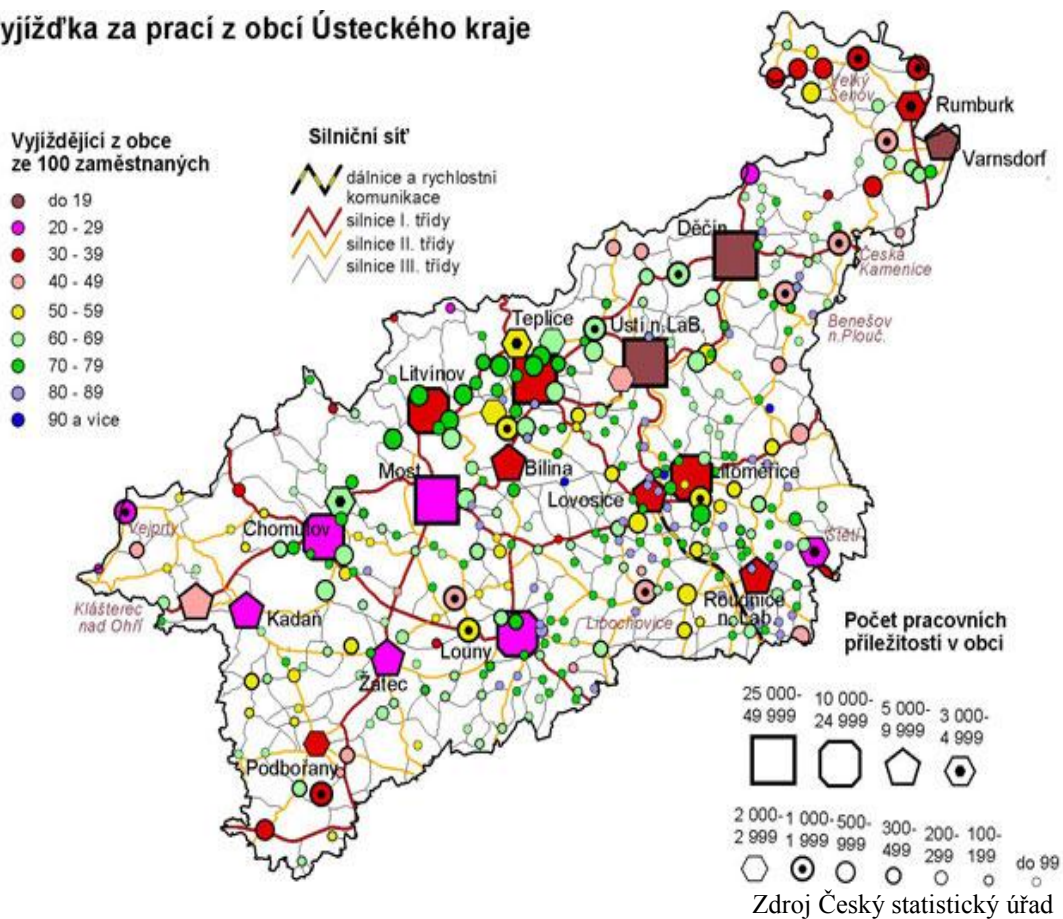 yjížďka za prací z obcí Ústeckého kraje
Vyjíždějící z obce
ze 100 zaměstnaných
do 19
20 - 29
30 - 39
40 - 49
50 - 59
60 - 69
70 - 79
80 - 89
90 a více
Silniční síť
dálnice a rychlostní
komunikace
silnice I. třídy
silnice II. třídy
silnice III. třídy
Velký
Šenov
Rumburk
Varnsdorf
Děčín
Česká
Kamenice
Benešov
n.Plouč.
Teplice
Ústí n.LaB.
Litvínov
Most
Bílina
Litoměřice
Lovosice
Chomutov
Vejprty
Štětí
Klášterec
nad Ohří
Kadaň
Roudnice
n. Lab.
Libochovice
Louny
Žatec
Podbořany
Počet pracovních
příležitostí v obci
25 000-
49 999
10 000-
24 999
5 000-
9 999
3 000-
4 999
2 000-
2 999
1 000-
1 999
500-
999
300-
499
200-
299
100-
199
do 99
Zdroj Český statistický úřad